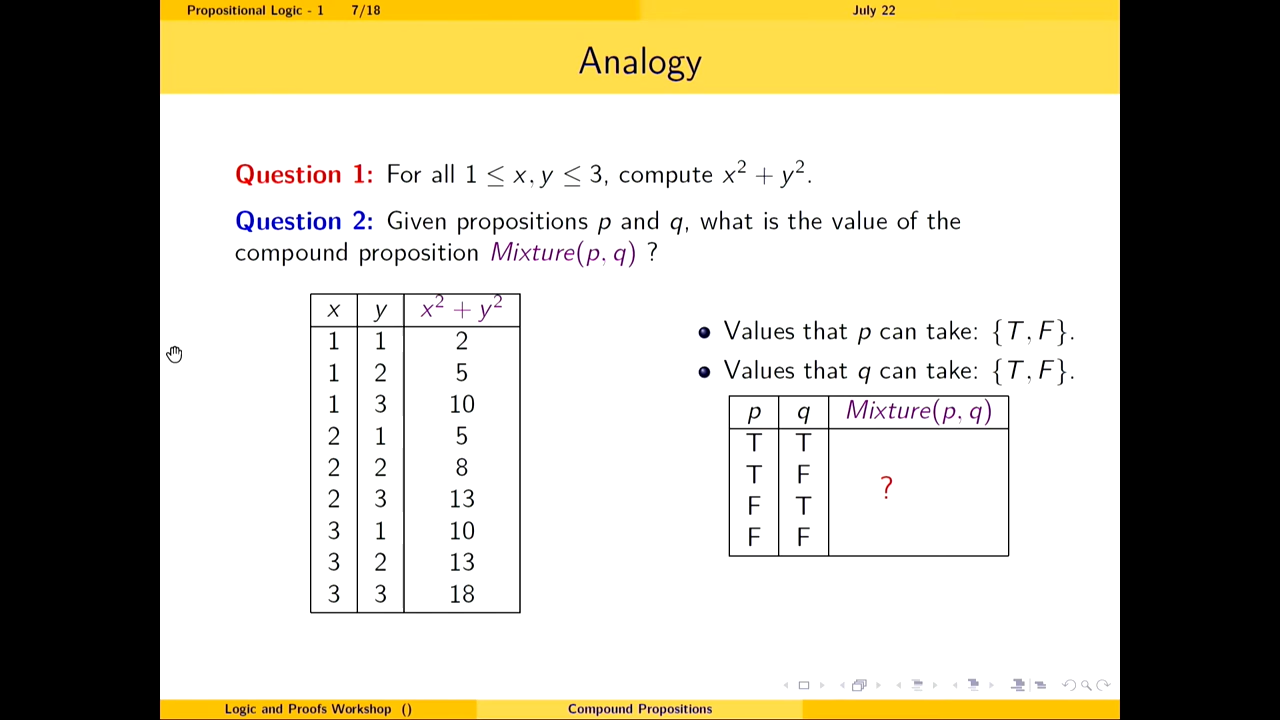 Propositional Logic - 1 7/18 July 22
Analogy
Question 1: For all 1 ≤ x, y ≤ 3, compute x² + y².
Question 2: Given propositions p and q, what is the value of the
compound proposition Mixture(p, q) ?
x y x² + y²
1 1 2
1 2 5
1 3 10
2 1 5
2 2 8
2 3 13
3 1 10
3 2 13
3 3 18
Values that p can take: {T, F}.
Values that q can take: {T, F}.
p q Mixture(p, q)
T T
T F
?
F T
F F
Logic and Proofs Workshop () Compound Propositions